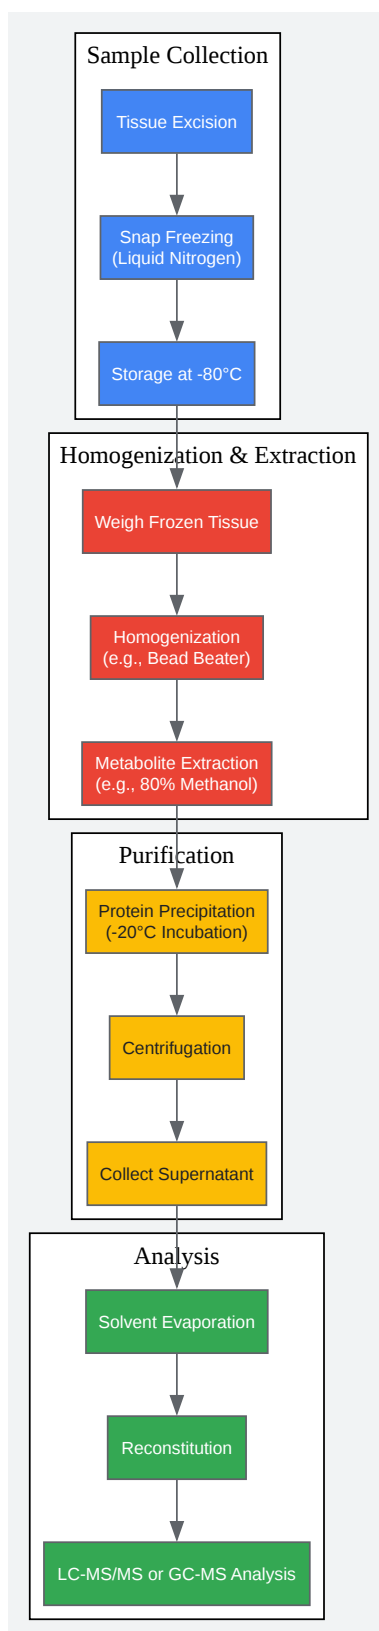 Sample Collection
Tissue Excision
Snap Freezing
(Liquid Nitrogen)
Storage at -80°C
Homogenization & Extraction
Weigh Frozen Tissue
Homogenization
(e.g., Bead Beater)
Metabolite Extraction
(e.g., 80% Methanol)
Purification
Protein Precipitation
(-20°C Incubation)
Centrifugation
Collect Supernatant
Analysis
Solvent Evaporation
Reconstitution
LC-MS/MS or GC-MS Analysis